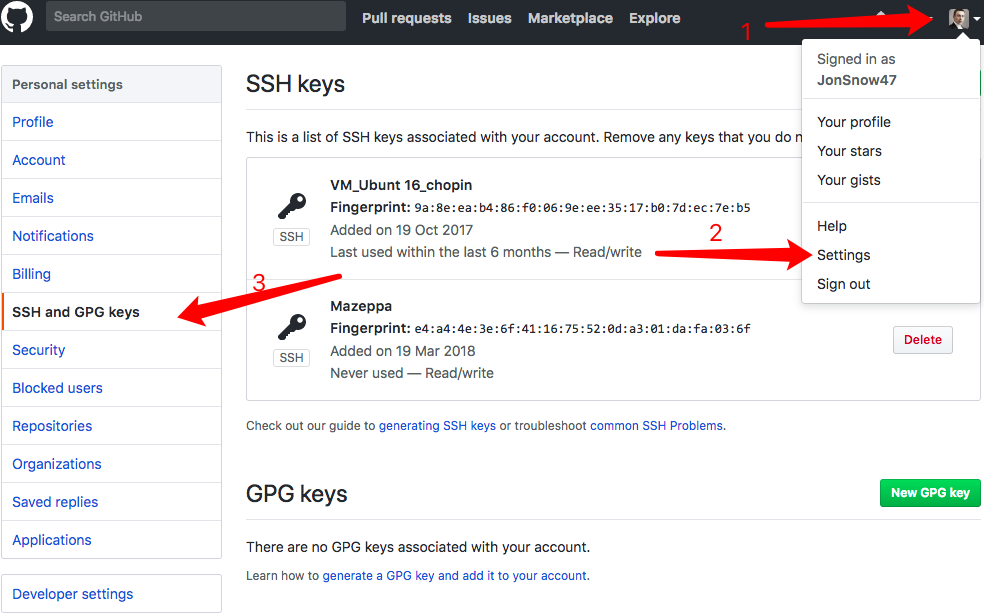 Search GitHub
Pull requests Issues Marketplace Explore
1
Signed in as
JonSnow47
Your profile
Your stars
Your gists
Help
Settings
Sign out
Personal settings
Profile
Account
Emails
Notifications
Billing
SSH and GPG keys
Security
Blocked users
Repositories
Organizations
Saved replies
Applications
Developer settings
SSH keys
This is a list of SSH keys associated with your account. Remove any keys that you do n
VM_Ubunt 16_chopin
Fingerprint: 9a:8e:ea:b4:86:f0:06:9e:ee:35:17:b0:7d:ec:7e:b5
SSH
Added on 19 Oct 2017
Last used within the last 6 months — Read/write
2
3
Mazeppa
Fingerprint: e4:a4:4e:3e:6f:41:16:75:52:0d:a3:01:da:fa:03:6f
SSH
Added on 19 Mar 2018
Never used — Read/write
Delete
Check out our guide to generating SSH keys or troubleshoot common SSH Problems.
GPG keys
New GPG key
There are no GPG keys associated with your account.
Learn how to generate a GPG key and add it to your account.